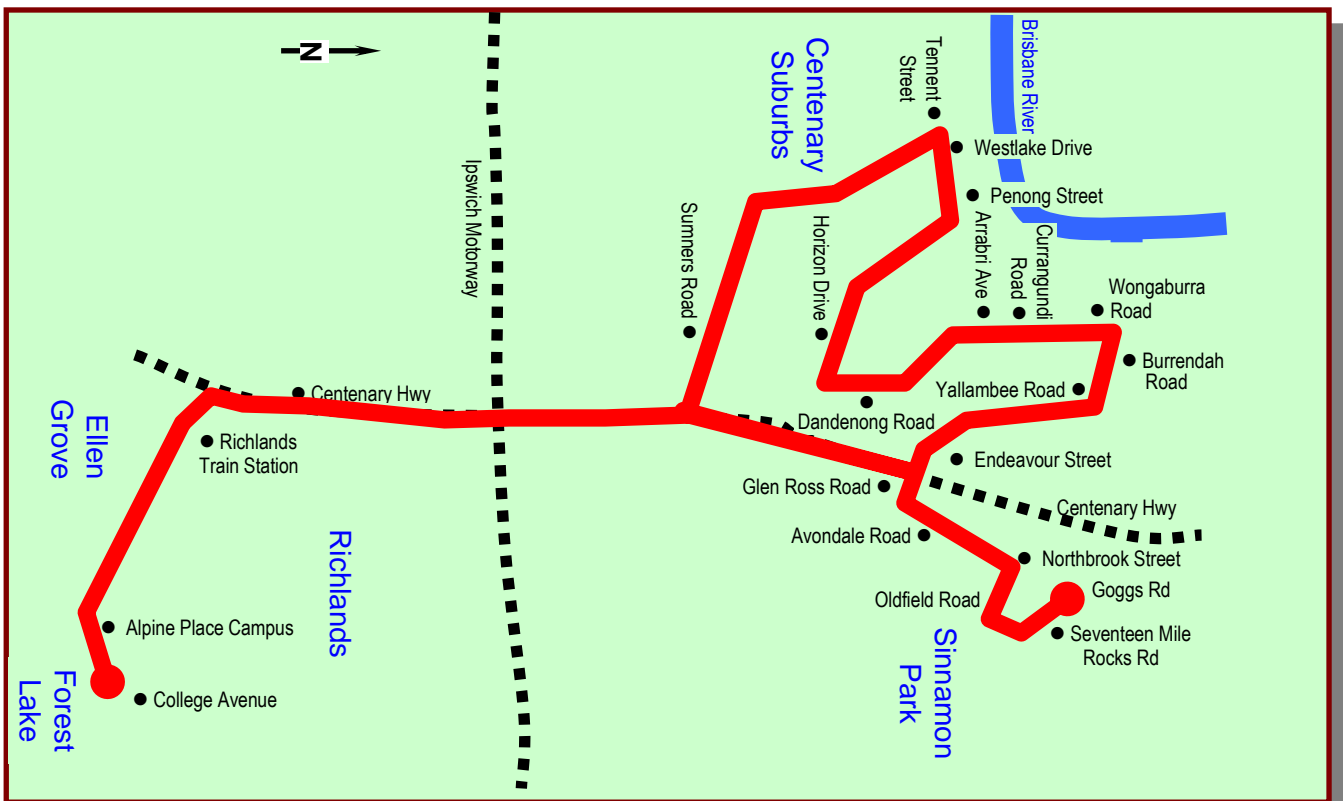 N
Ipswich Motorway
Centenary
Suburbs
Tennent
Street
Brisbane River
Westlake Drive
Penong Street
Arrabri Ave
Currangundi
Road
Wongaburra
Road
Burrendah
Road
Yallambee Road
Horizon Drive
Sumners Road
Dandenong Road
Endeavour Street
Glen Ross Road
Centenary Hwy
Avondale Road
Northbrook Street
Goggs Rd
Oldfield Road
Seventeen Mile
Rocks Rd
Sinnamon
Park
Centenary Hwy
Ellen
Grove
Richlands
Train Station
Richlands
Alpine Place Campus
College Avenue
Forest
Lake